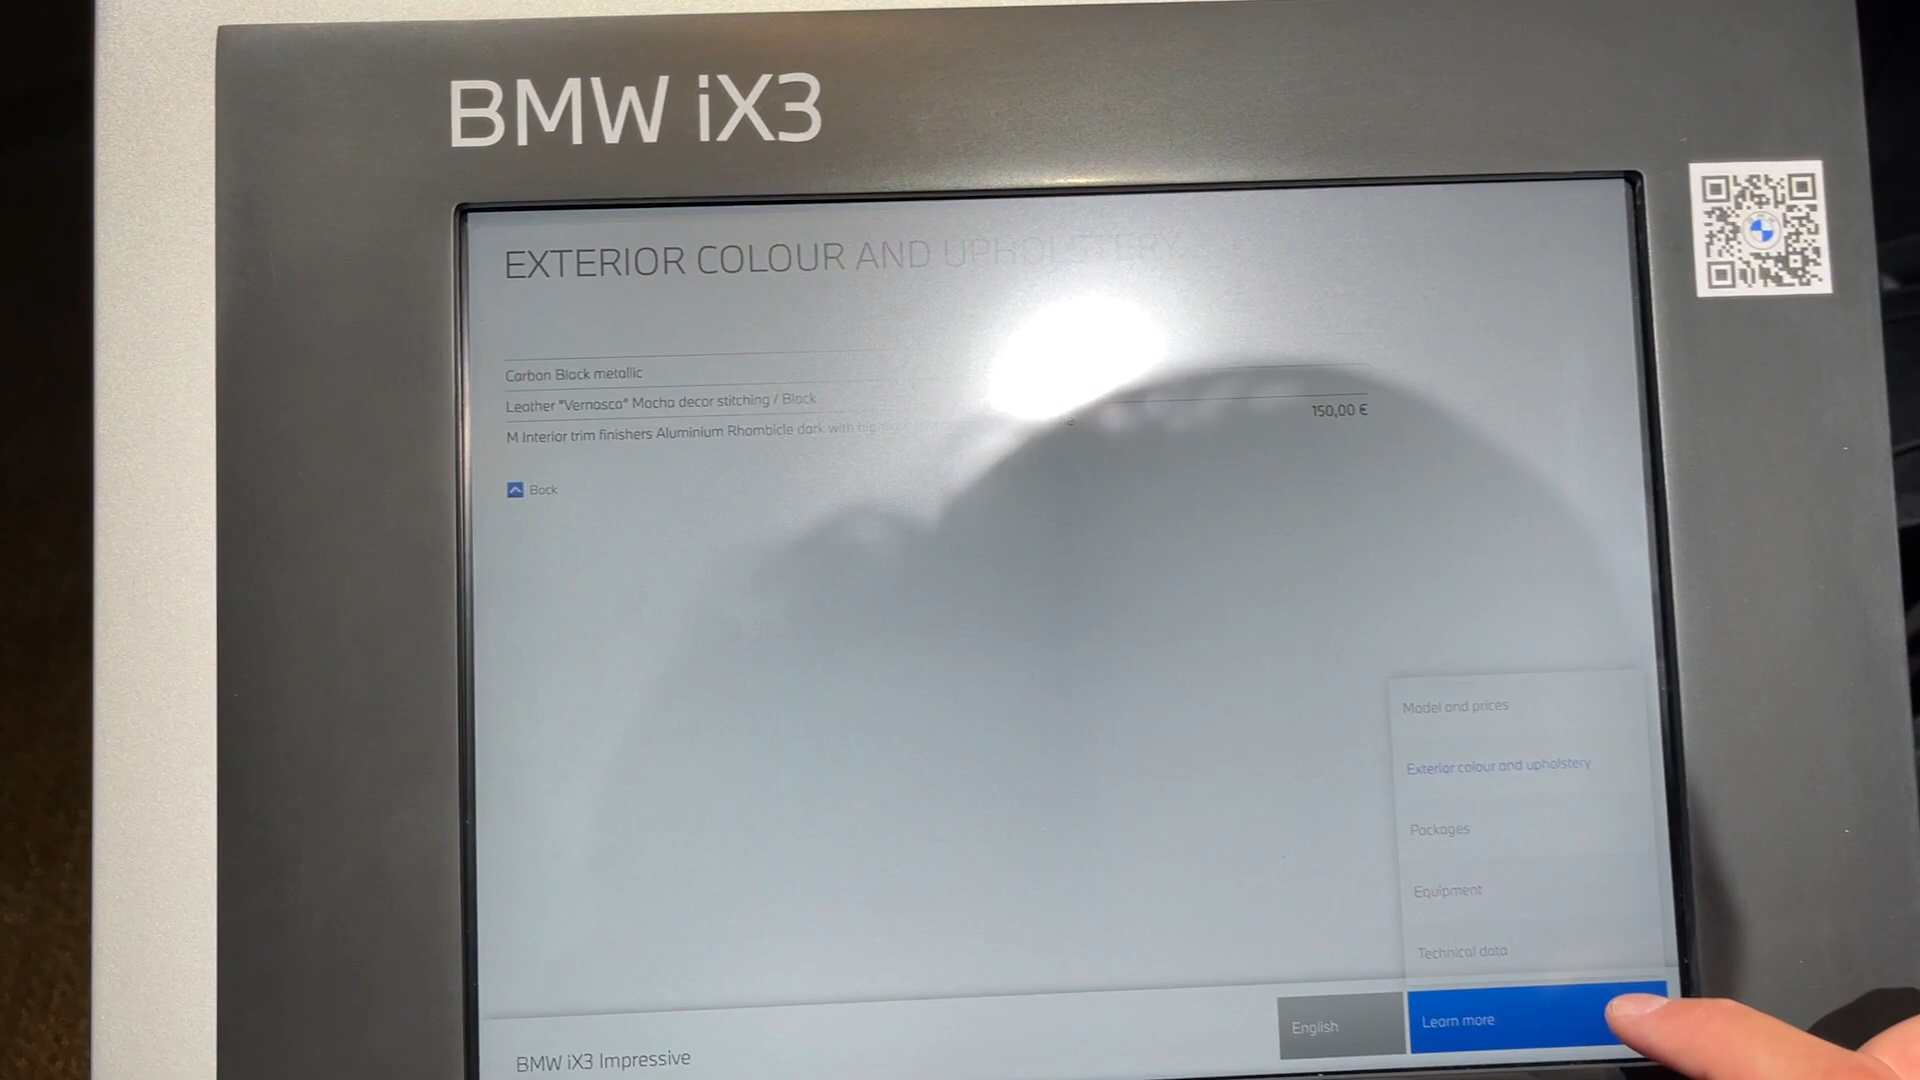 BMW iX3
EXTERIOR COLOUR AND UPHOLSTERY
Carbon Black metallic
Leather "Vernasca" Mocha decor stitching / Black
M Interior trim finishers Aluminium Rhombicle dark with
150,00 €
Back
Model and prices
Exterior colour and upholstery
Packages
Equipment
Technical data
English
Learn more
BMW iX3 Impressive